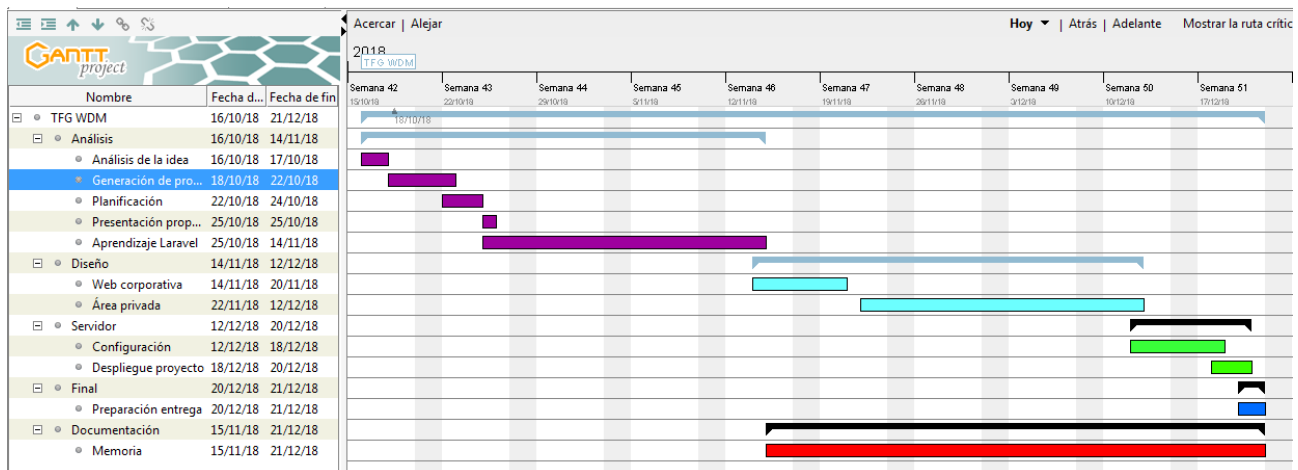 Acercar | Alejar
Hoy | Atrás | Adelante Mostrar la ruta crític
GANTT project
2018
TFG WDM
Semana 42 Semana 43 Semana 44 Semana 45 Semana 46 Semana 47 Semana 48 Semana 49 Semana 50 Semana 51
15/10/18 22/10/18 29/10/18 5/11/18 12/11/18 19/11/18 26/11/18 3/12/18 10/12/18 17/12/18
Nombre Fecha d... Fecha de fin
TFG WDM 16/10/18 21/12/18
18/10/18
Análisis 16/10/18 14/11/18
Análisis de la idea 16/10/18 17/10/18
Generación de pro... 18/10/18 22/10/18
Planificación 22/10/18 24/10/18
Presentación prop... 25/10/18 25/10/18
Aprendizaje Laravel 25/10/18 14/11/18
Diseño 14/11/18 12/12/18
Web corporativa 14/11/18 20/11/18
Área privada 22/11/18 12/12/18
Servidor 12/12/18 20/12/18
Configuración 12/12/18 18/12/18
Despliegue proyecto 18/12/18 20/12/18
Final 20/12/18 21/12/18
Preparación entrega 20/12/18 21/12/18
Documentación 15/11/18 21/12/18
Memoria 15/11/18 21/12/18